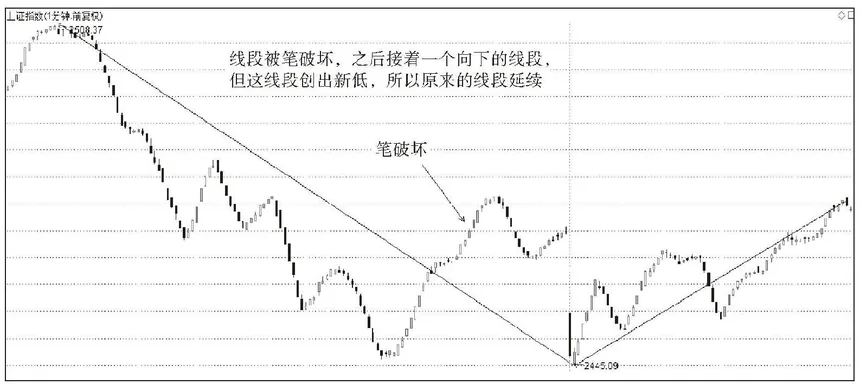 上证指数(1分钟.前复权)
2508.37
线段被笔破坏，之后接着一个向下的线段，
但这线段创出新低，所以原来的线段延续
笔破坏
2445.09